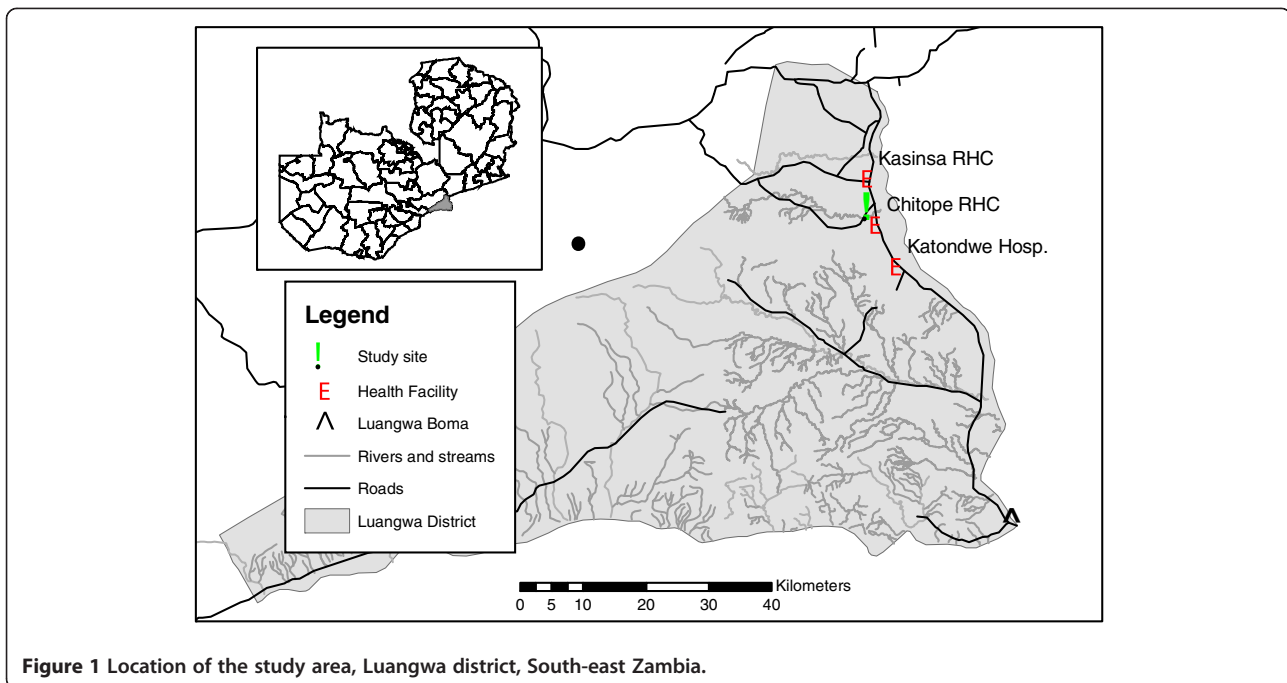 Kasinsa RHC
E
Chitope RHC
E
Katondwe Hosp.
E
Legend
! Study site
E Health Facility
Λ Luangwa Boma
Rivers and streams
Roads
Luangwa District
Λ
Kilometers
0 5 10 20 30 40
Figure 1 Location of the study area, Luangwa district, South-east Zambia.